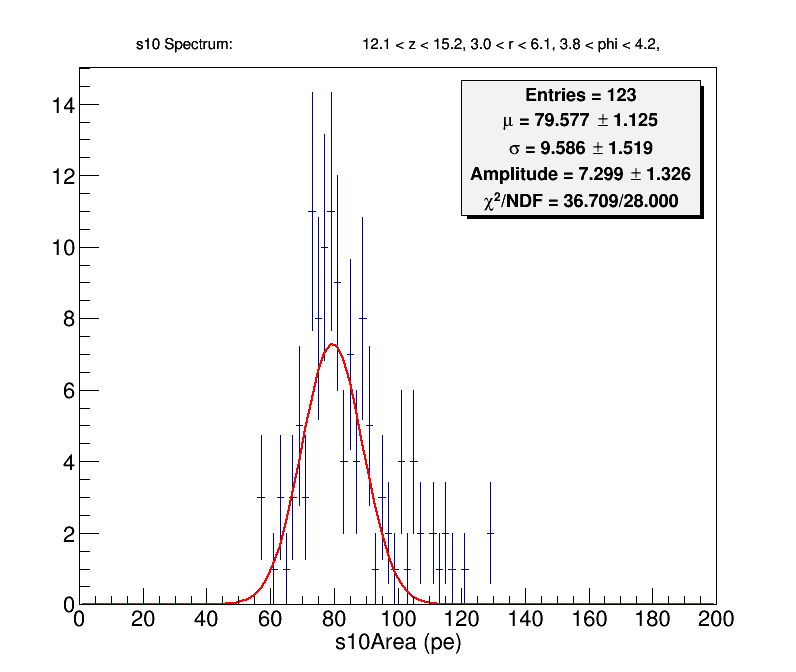 s10 Spectrum: 12.1 < z < 15.2, 3.0 < r < 6.1, 3.8 < phi < 4.2,
Entries = 123
μ = 79.577 ± 1.125
σ = 9.586 ± 1.519
Amplitude = 7.299 ± 1.326
χ²/NDF = 36.709/28.000
14
12
10
8
6
4
2
0
0 20 40 60 80 100 120 140 160 180 200
s10Area (pe)